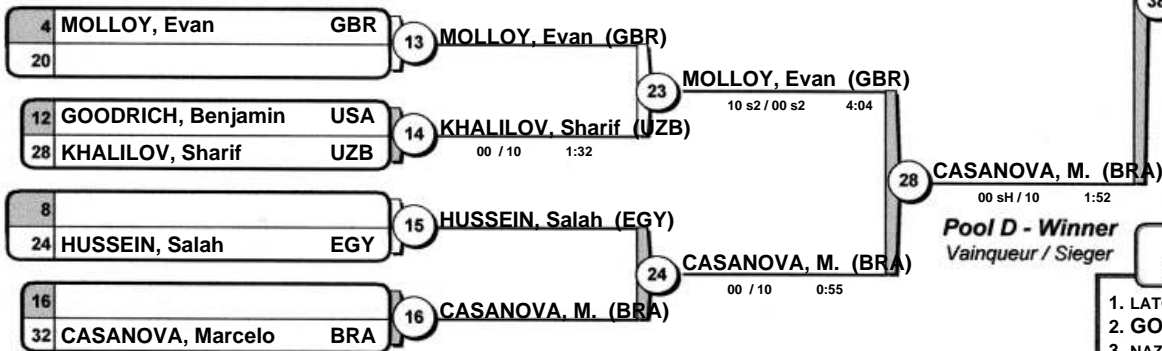 38
4 MOLLOY, Evan GBR
20
13 MOLLOY, Evan (GBR)
23 MOLLOY, Evan (GBR)
10 s2 / 00 s2 4:04
12 GOODRICH, Benjamin USA
28 KHALILOV, Sharif UZB
14 KHALILOV, Sharif (UZB)
00 / 10 1:32
28 CASANOVA, M. (BRA)
00 sH / 10 1:52
8
24 HUSSEIN, Salah EGY
15 HUSSEIN, Salah (EGY)
Pool D - Winner
Vainqueur / Sieger
24 CASANOVA, M. (BRA)
00 / 10 0:55
16
32 CASANOVA, Marcelo BRA
16 CASANOVA, M. (BRA)
1.
2. GO
3.